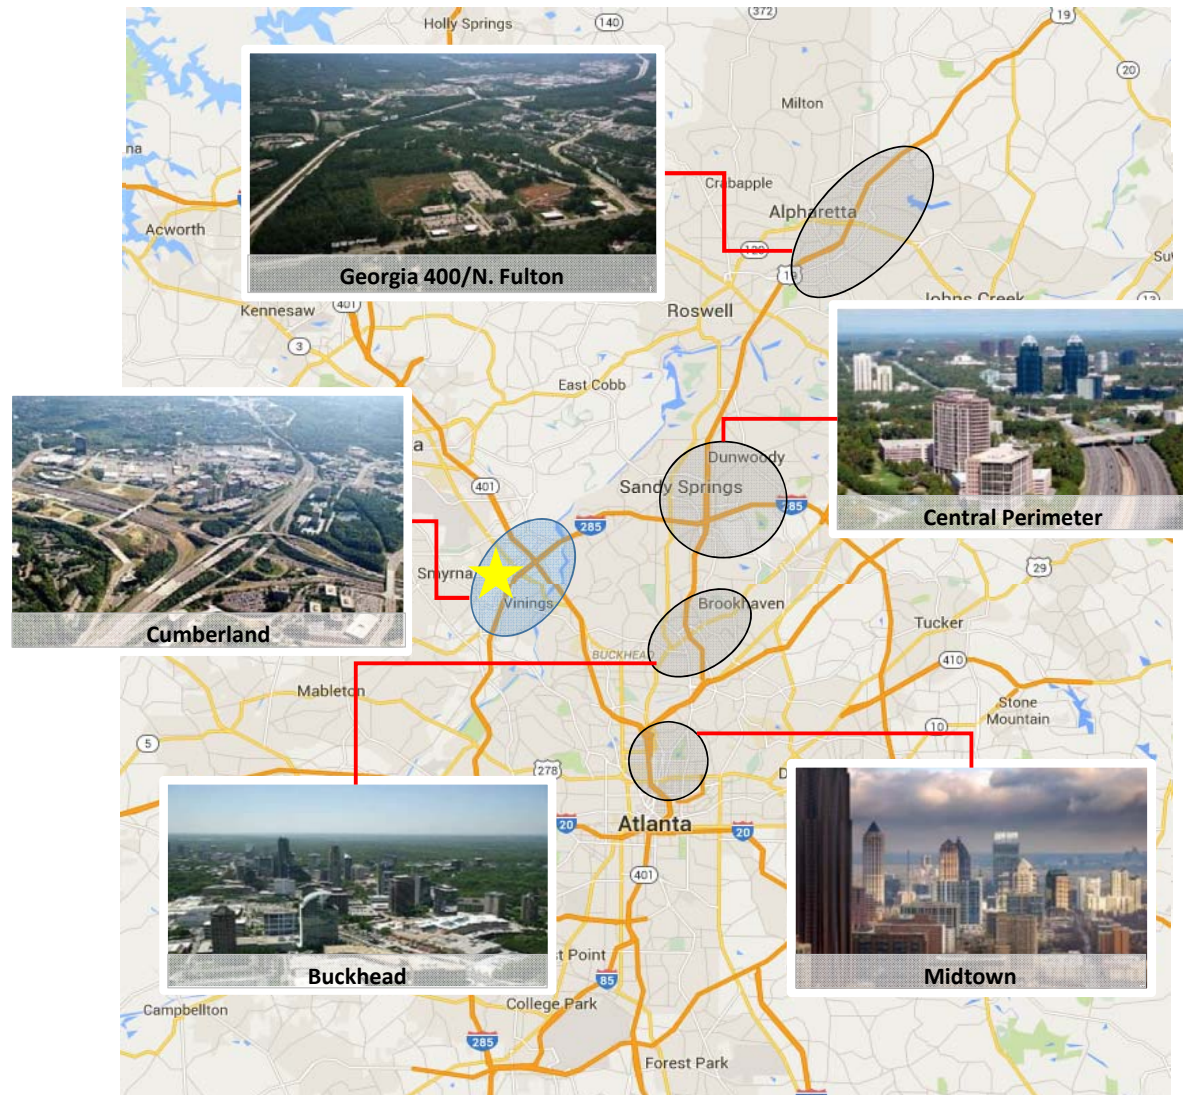 Holly Springs
140
372
19
20
Milton
na
Crabapple
Alpharetta
Acworth
120
19
Georgia 400/N. Fulton
401
Kennesaw
Roswell
Johns Creek
13
3
East Cobb
a
Dunwoody
401
Sandy Springs
285
285
Central Perimeter
Smyrna
29
Vinings
Brookhaven
Cumberland
Tucker
BUCKHEAD
410
Mableton
Stone
Mountain
10
5
278
D
20
Atlanta
20
401
Buckhead
t Point
Midtown
85
College Park
Campbellton
285
Forest Park